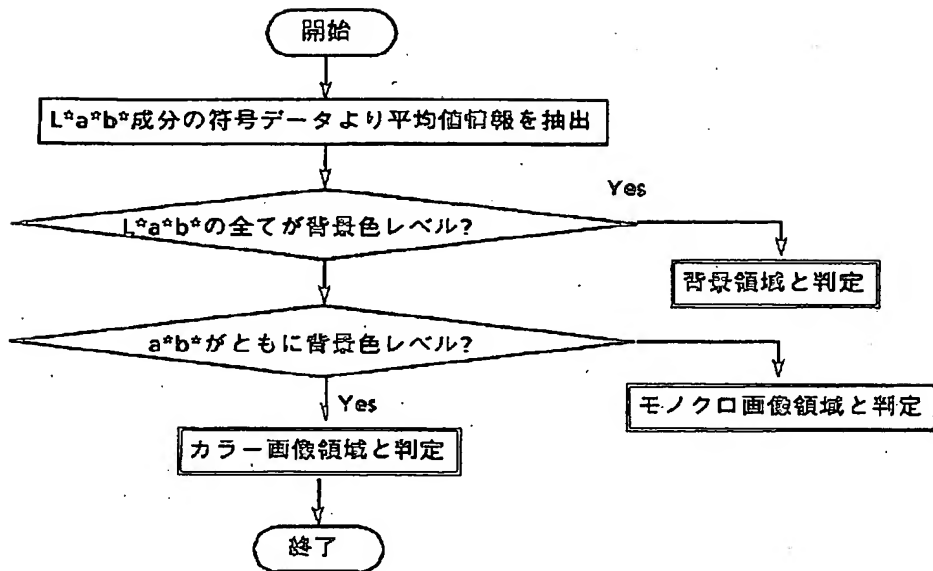 開始
L*a*b*成分の符号データより平均値情報を抽出
Yes
L*a*b*の全てが背景色レベル?
背景領域と判定
a*b*がともに背景色レベル?
Yes
モノクロ画像領域と判定
カラー画像領域と判定
終了